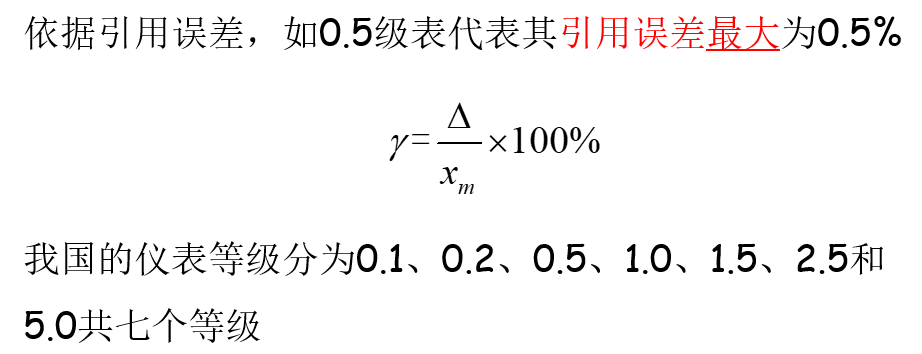 依据引用误差，如0.5级表代表其引用误差最大为0.5%
γ=Δ/xₘ×100%
我国的仪表等级分为0.1、0.2、0.5、1.0、1.5、2.5和
5.0共七个等级